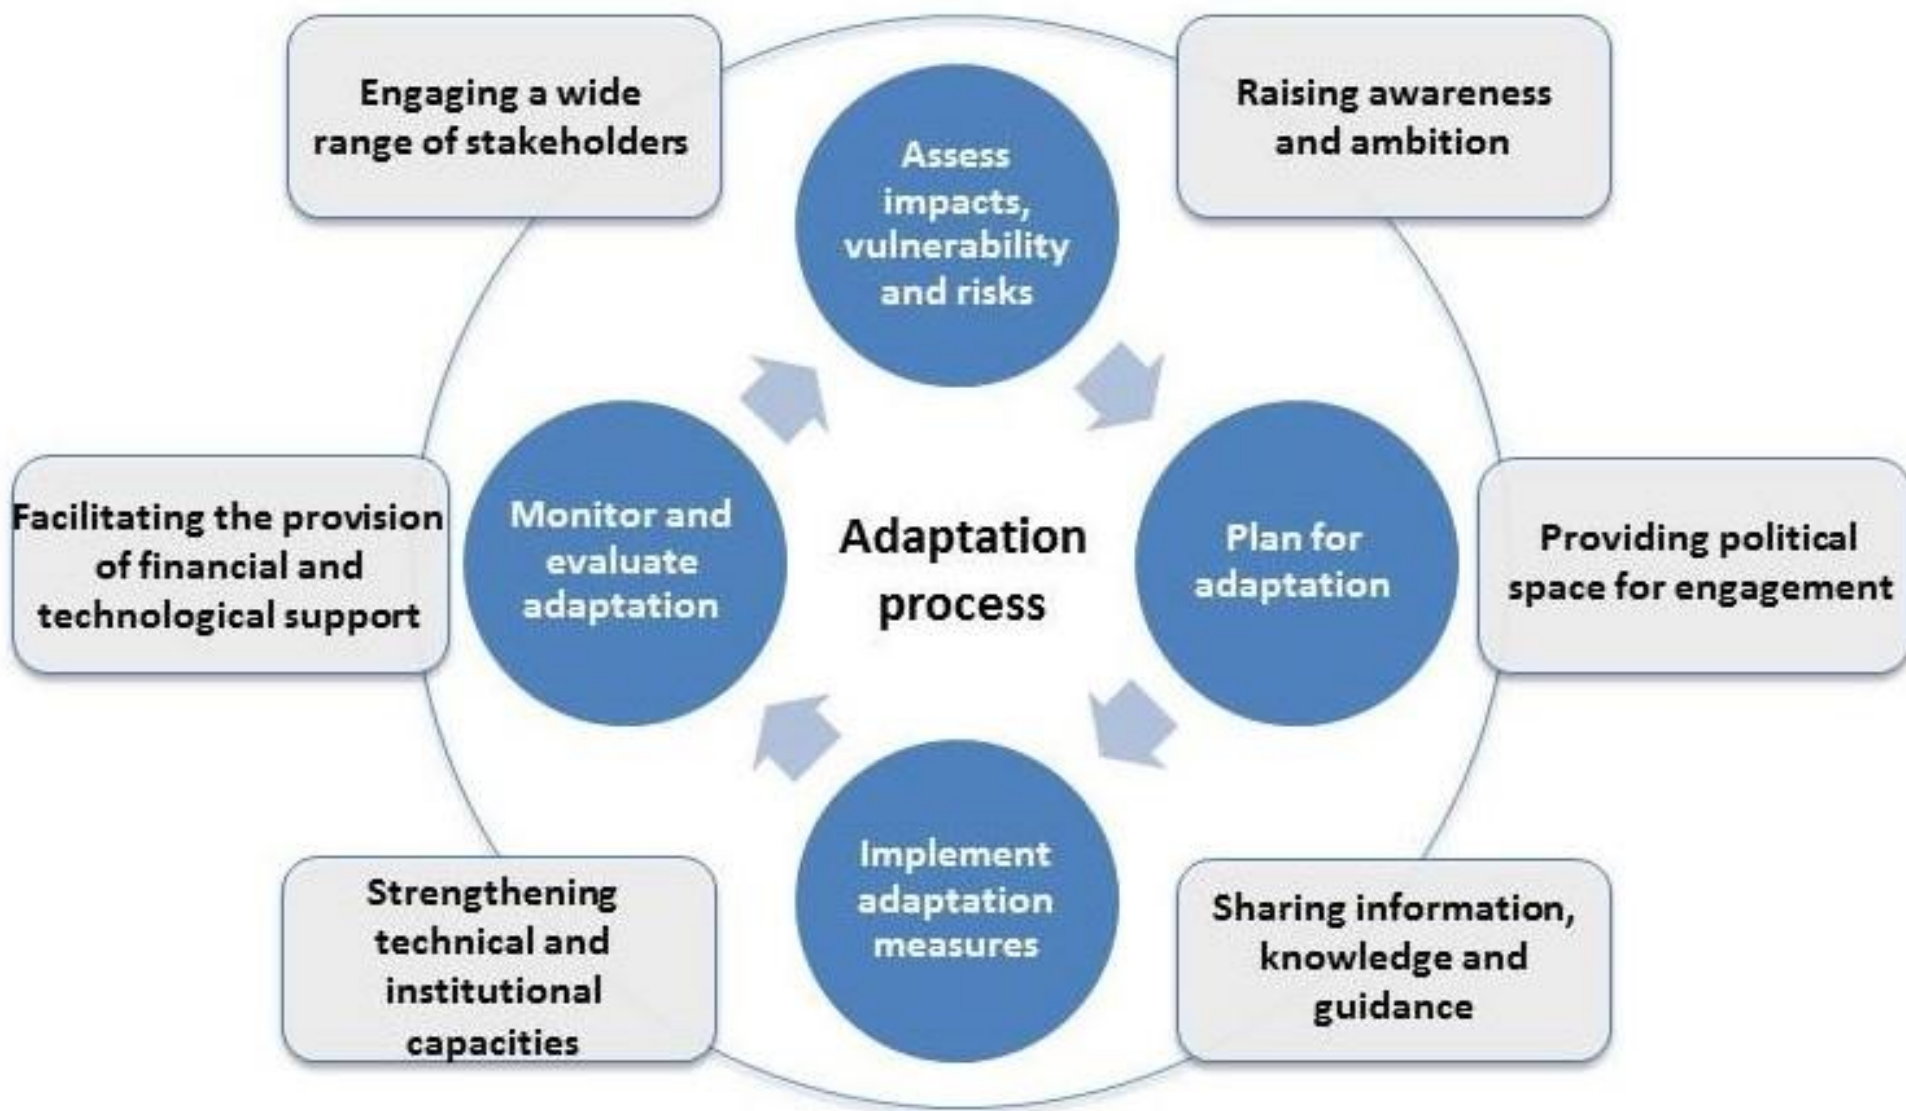 Engaging a wide
range of stakeholders
Raising awareness
and ambition
Assess
impacts,
vulnerability
and risks
Facilitating the provision
of financial and
technological support
Monitor and
evaluate
adaptation
Adaptation
process
Plan for
adaptation
Providing political
space for engagement
Strengthening
technical and
institutional
capacities
Implement
adaptation
measures
Sharing information,
knowledge and
guidance